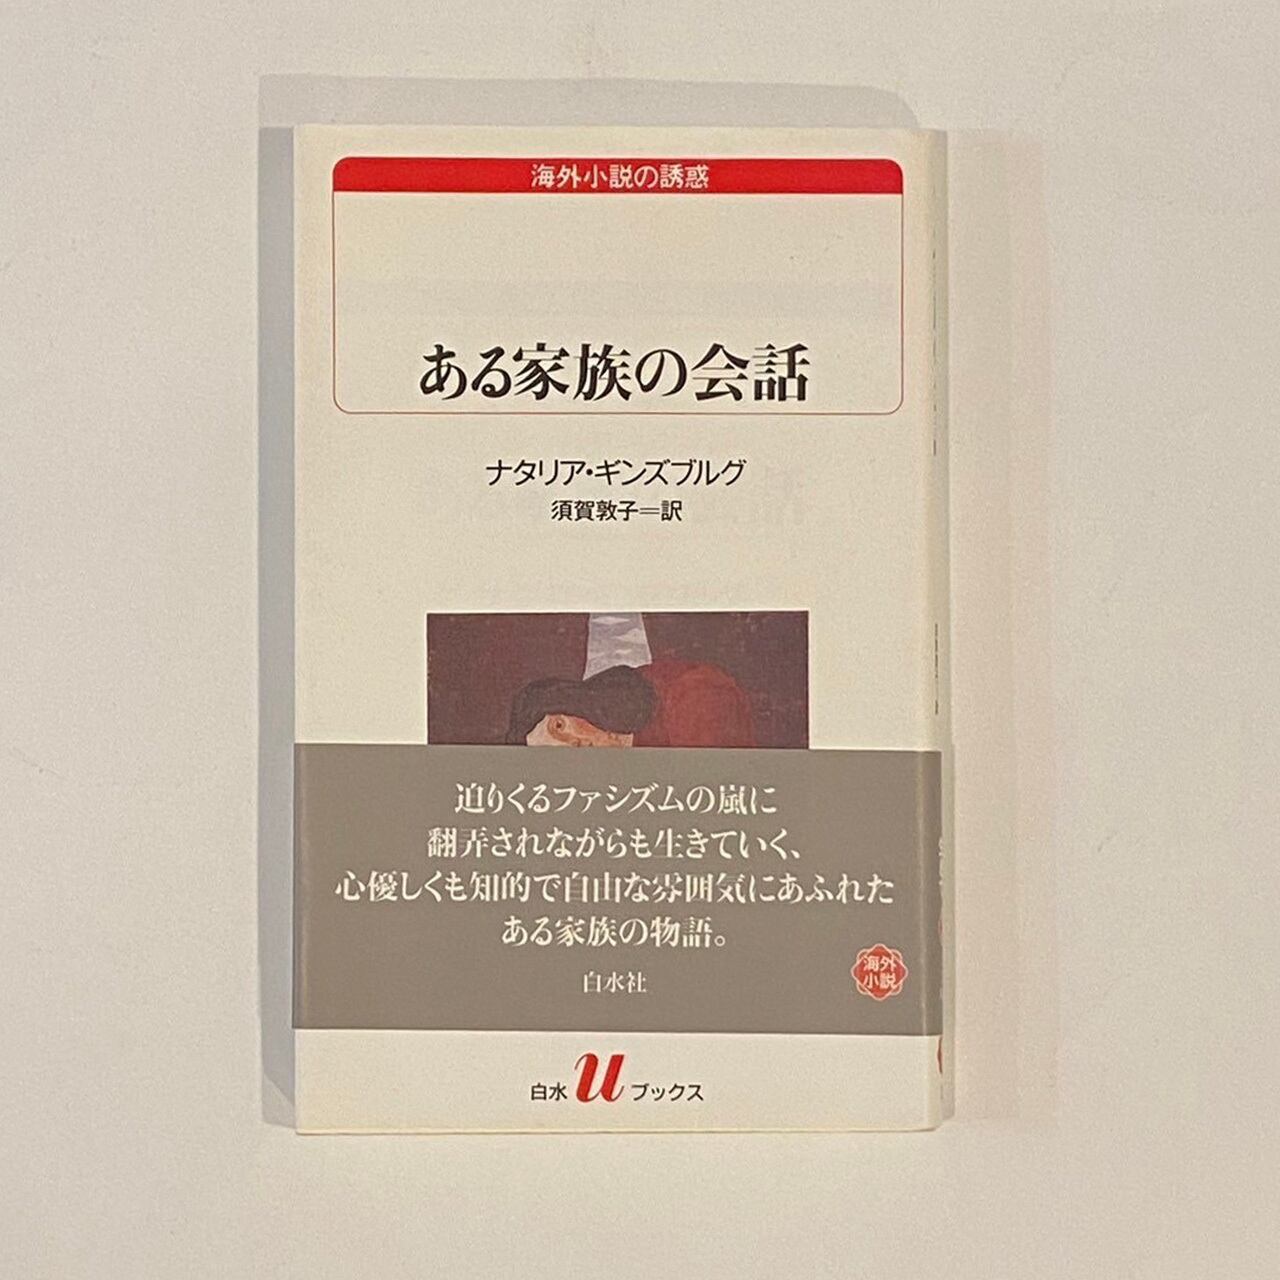 海外小説の誘惑
ある家族の会話
ナタリア・ギンズブルグ
須賀敦子=訳
迫りくるファシズムの嵐に
翻弄されながらも生きていく、
心優しくも知的で自由な雰囲気にあふれた
ある家族の物語。
白水社
海外
小説
白水uブックス